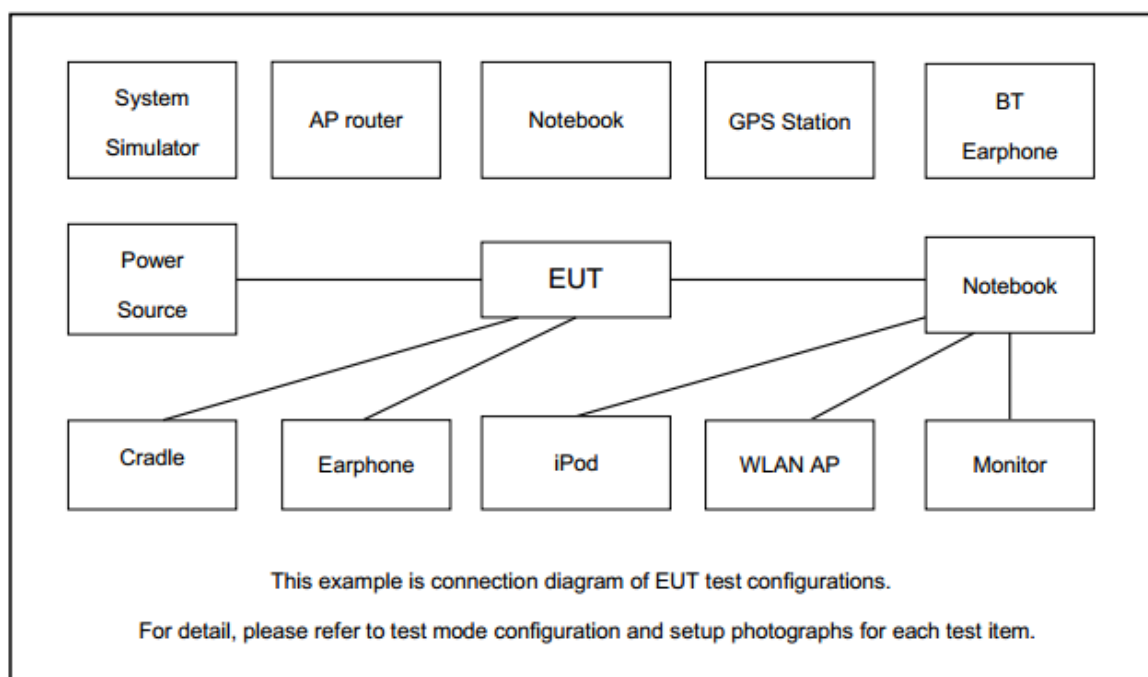 System
Simulator
AP router
Notebook
GPS Station
BT
Earphone
Power
Source
EUT
Notebook
Cradle
Earphone
iPod
WLAN AP
Monitor
This example is connection diagram of EUT test configurations.
For detail, please refer to test mode configuration and setup photographs for each test item.